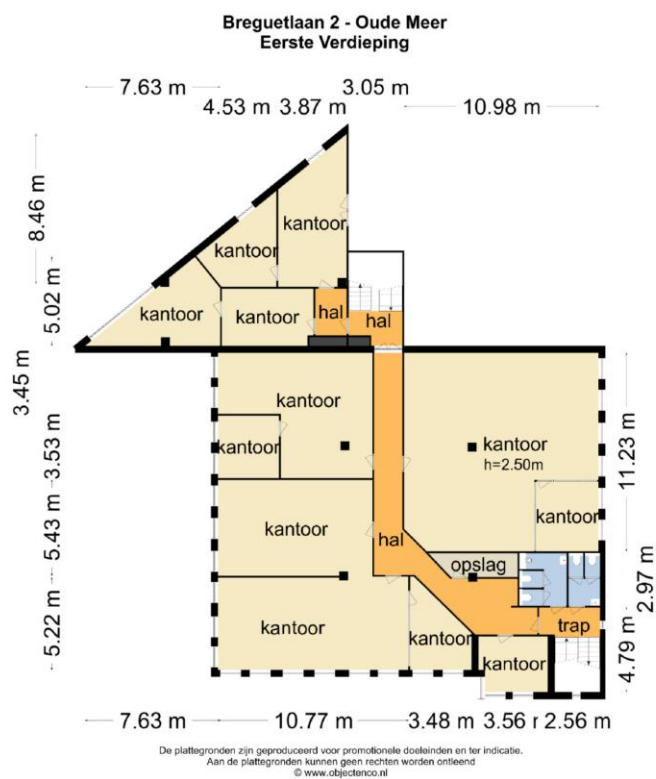 Breguetlaan 2 - Oude Meer
Eerste Verdieping
7.63 m
3.05 m
4.53 m 3.87 m
10.98 m
8.46 m
5.02 m
3.45 m
3.53 m
5.43 m
5.22 m
kantoor
kantoor
kantoor
kantoor
hal
hal
kantoor
kantoor
kantoor
h=2.50m
kantoor
kantoor
hal
opslag
kantoor
kantoor
kantoor
trap
11.23 m
2.97 m
4.79 m
7.63 m
10.77 m
3.48 m
3.56 r
2.56 m
De plattegronden zijn geproduceerd voor promotionele doeleinden en ter indicatie.
Aan de plattegronden kunnen geen rechten worden ontleend
© www.objectenco.nl